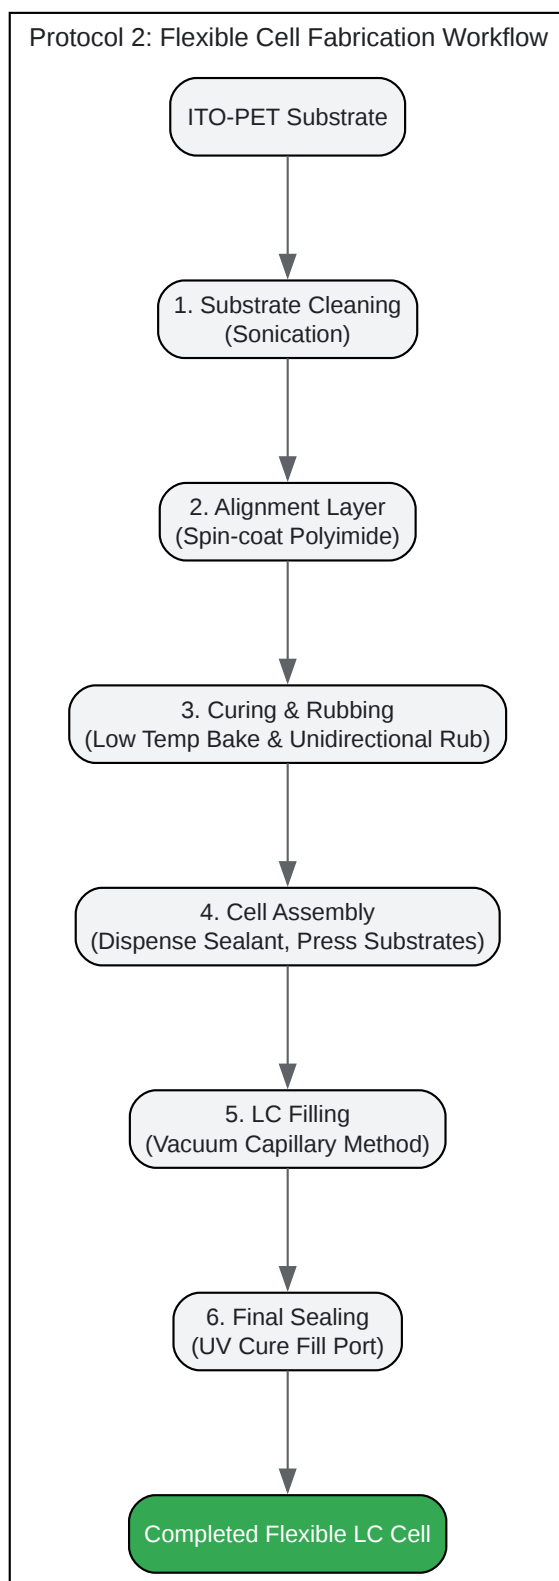 Protocol 2: Flexible Cell Fabrication Workflow
ITO-PET Substrate
1. Substrate Cleaning
(Sonication)
2. Alignment Layer
(Spin-coat Polyimide)
3. Curing & Rubbing
(Low Temp Bake & Unidirectional Rub)
4. Cell Assembly
(Dispense Sealant, Press Substrates)
5. LC Filling
(Vacuum Capillary Method)
6. Final Sealing
(UV Cure Fill Port)
Completed Flexible LC Cell